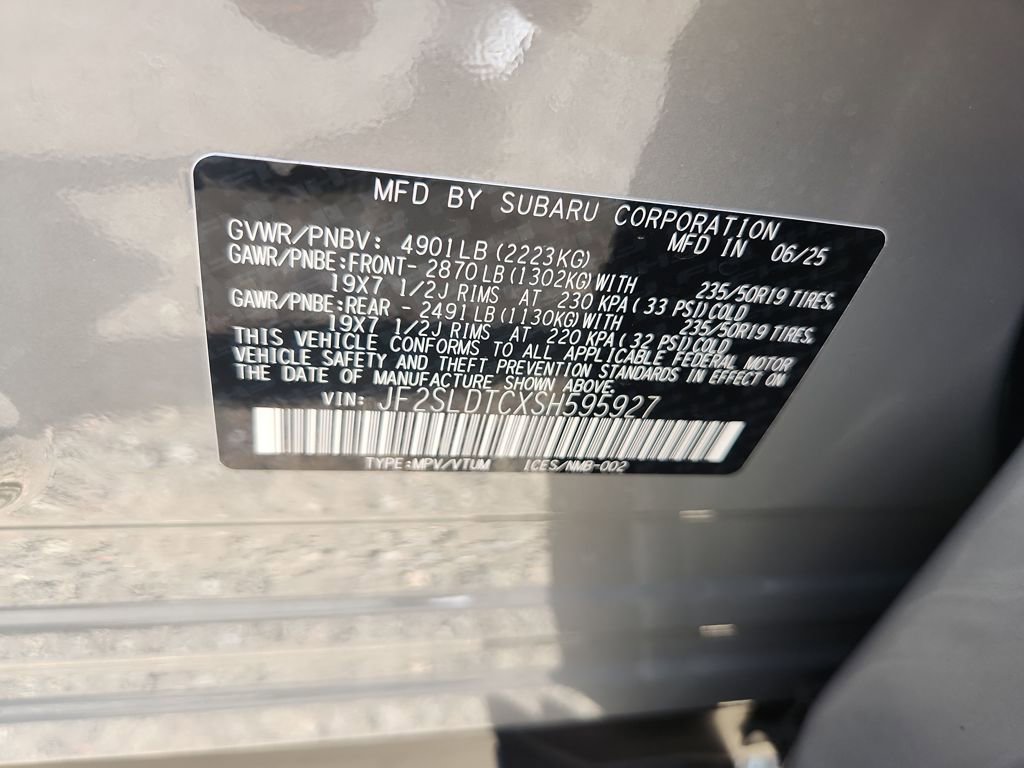 MFD BY SUBARU CORPORATION
GVWR/PNBV: 4901LB (2223KG) MFD IN 06/25
GAWR/PNBE:FRONT- 2870LB(1302KG)WITH 235/50R19 TIRES,
19X7 1/2J RIMS AT 230 KPA(33 PSI)COLD
GAWR/PNBE:REAR - 2491LB(1130KG)WITH 235/50R19 TIRES,
19X7 1/2J RIMS AT 220 KPA(32 PSI)COLD
THIS VEHICLE CONFORMS TO ALL APPLICABLE FEDERAL MOTOR
VEHICLE SAFETY AND THEFT PREVENTION STANDARDS IN EFFECT ON
THE DATE OF MANUFACTURE SHOWN ABOVE.
VIN: JF2SLDTCXSH595927
TYPE:MPV/VTUM ICES/NMB-002